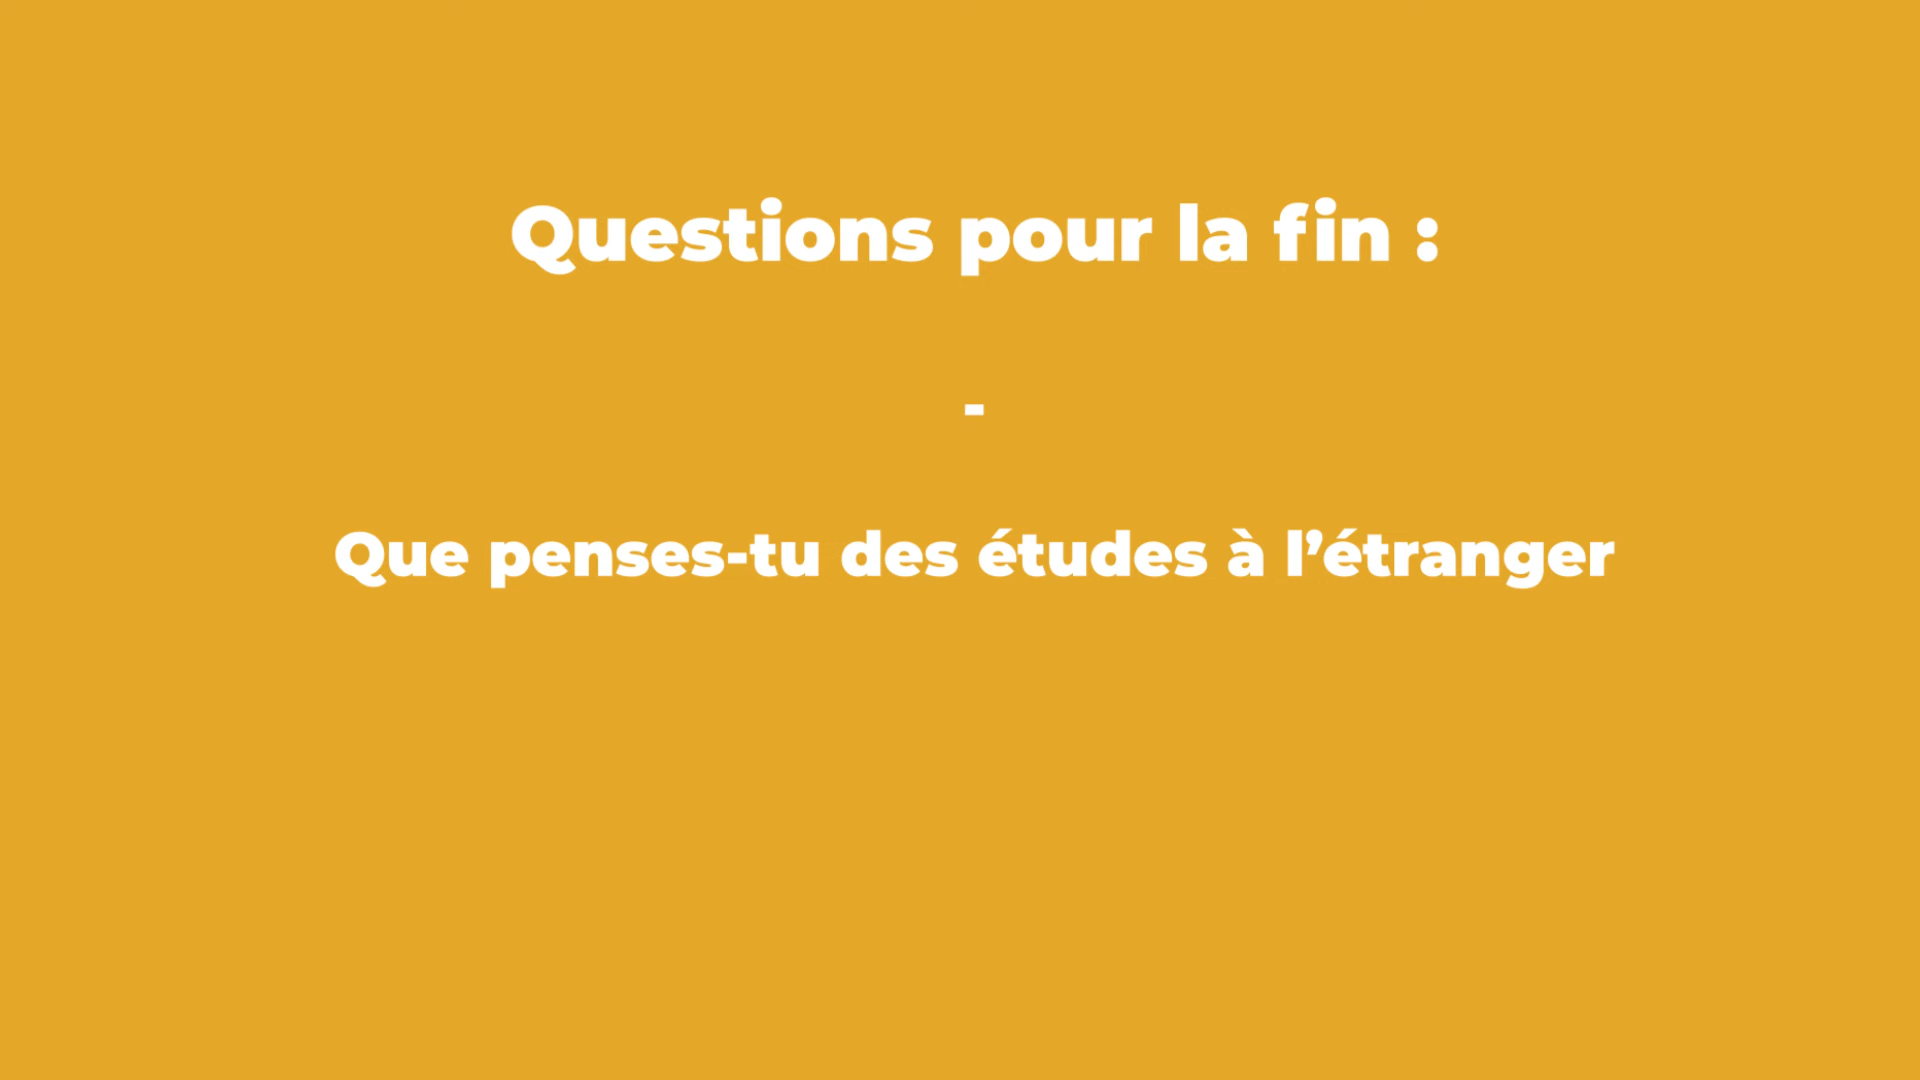 Questions pour la fin :
-
Que penses-tu des études à l’étranger